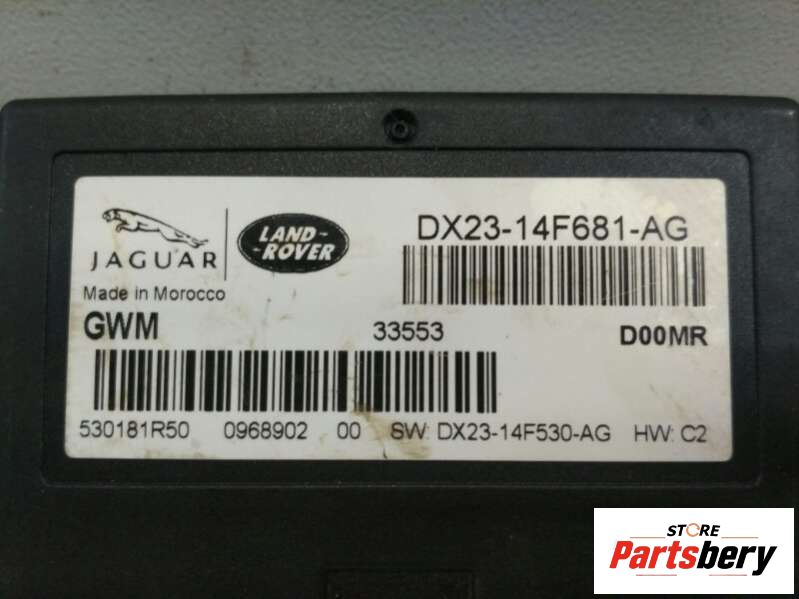 JAGUAR
LAND-
-ROVER
DX23-14F681-AG
Made in Morocco
GWM 33553 D00MR
530181R50 0968902 00 SW: DX23-14F530-AG HW: C2
STORE
Partsbery